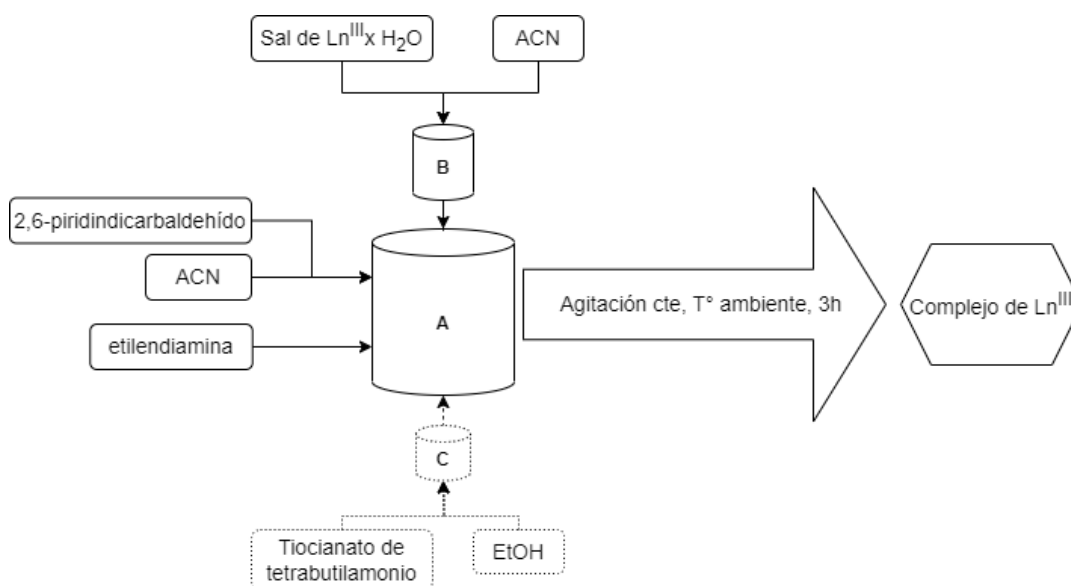 Sal de Ln^III x H₂O
ACN
B
2,6-piridindicarbaldehído
ACN
etilendiamina
A
Agitación cte, T° ambiente, 3h
Complejo de Ln^III
C
Tiocianato de
tetrabutilamonio
EtOH